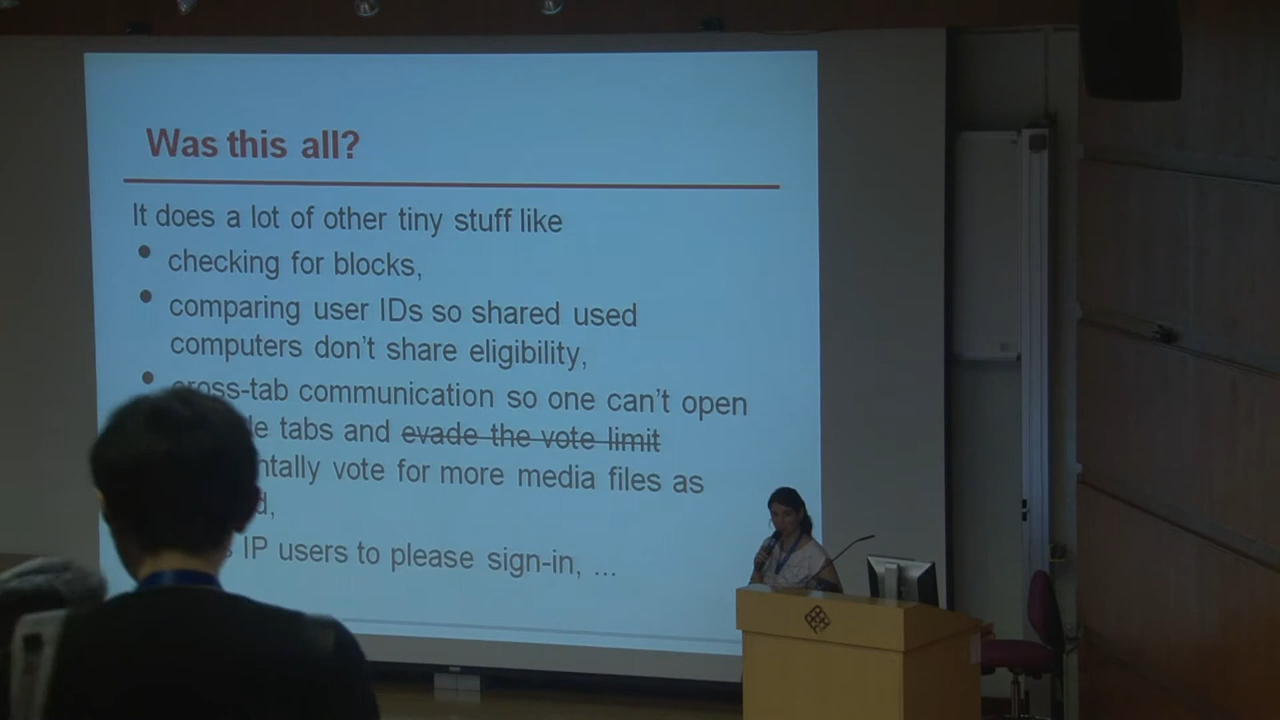 Was this all?
It does a lot of other tiny stuff like
checking for blocks,
comparing user IDs so shared used
computers don't share eligibility,
cross-tab communication so one can't open
tabs and evade the vote limit
vote for more media files as
IP users to please sign-in, ...